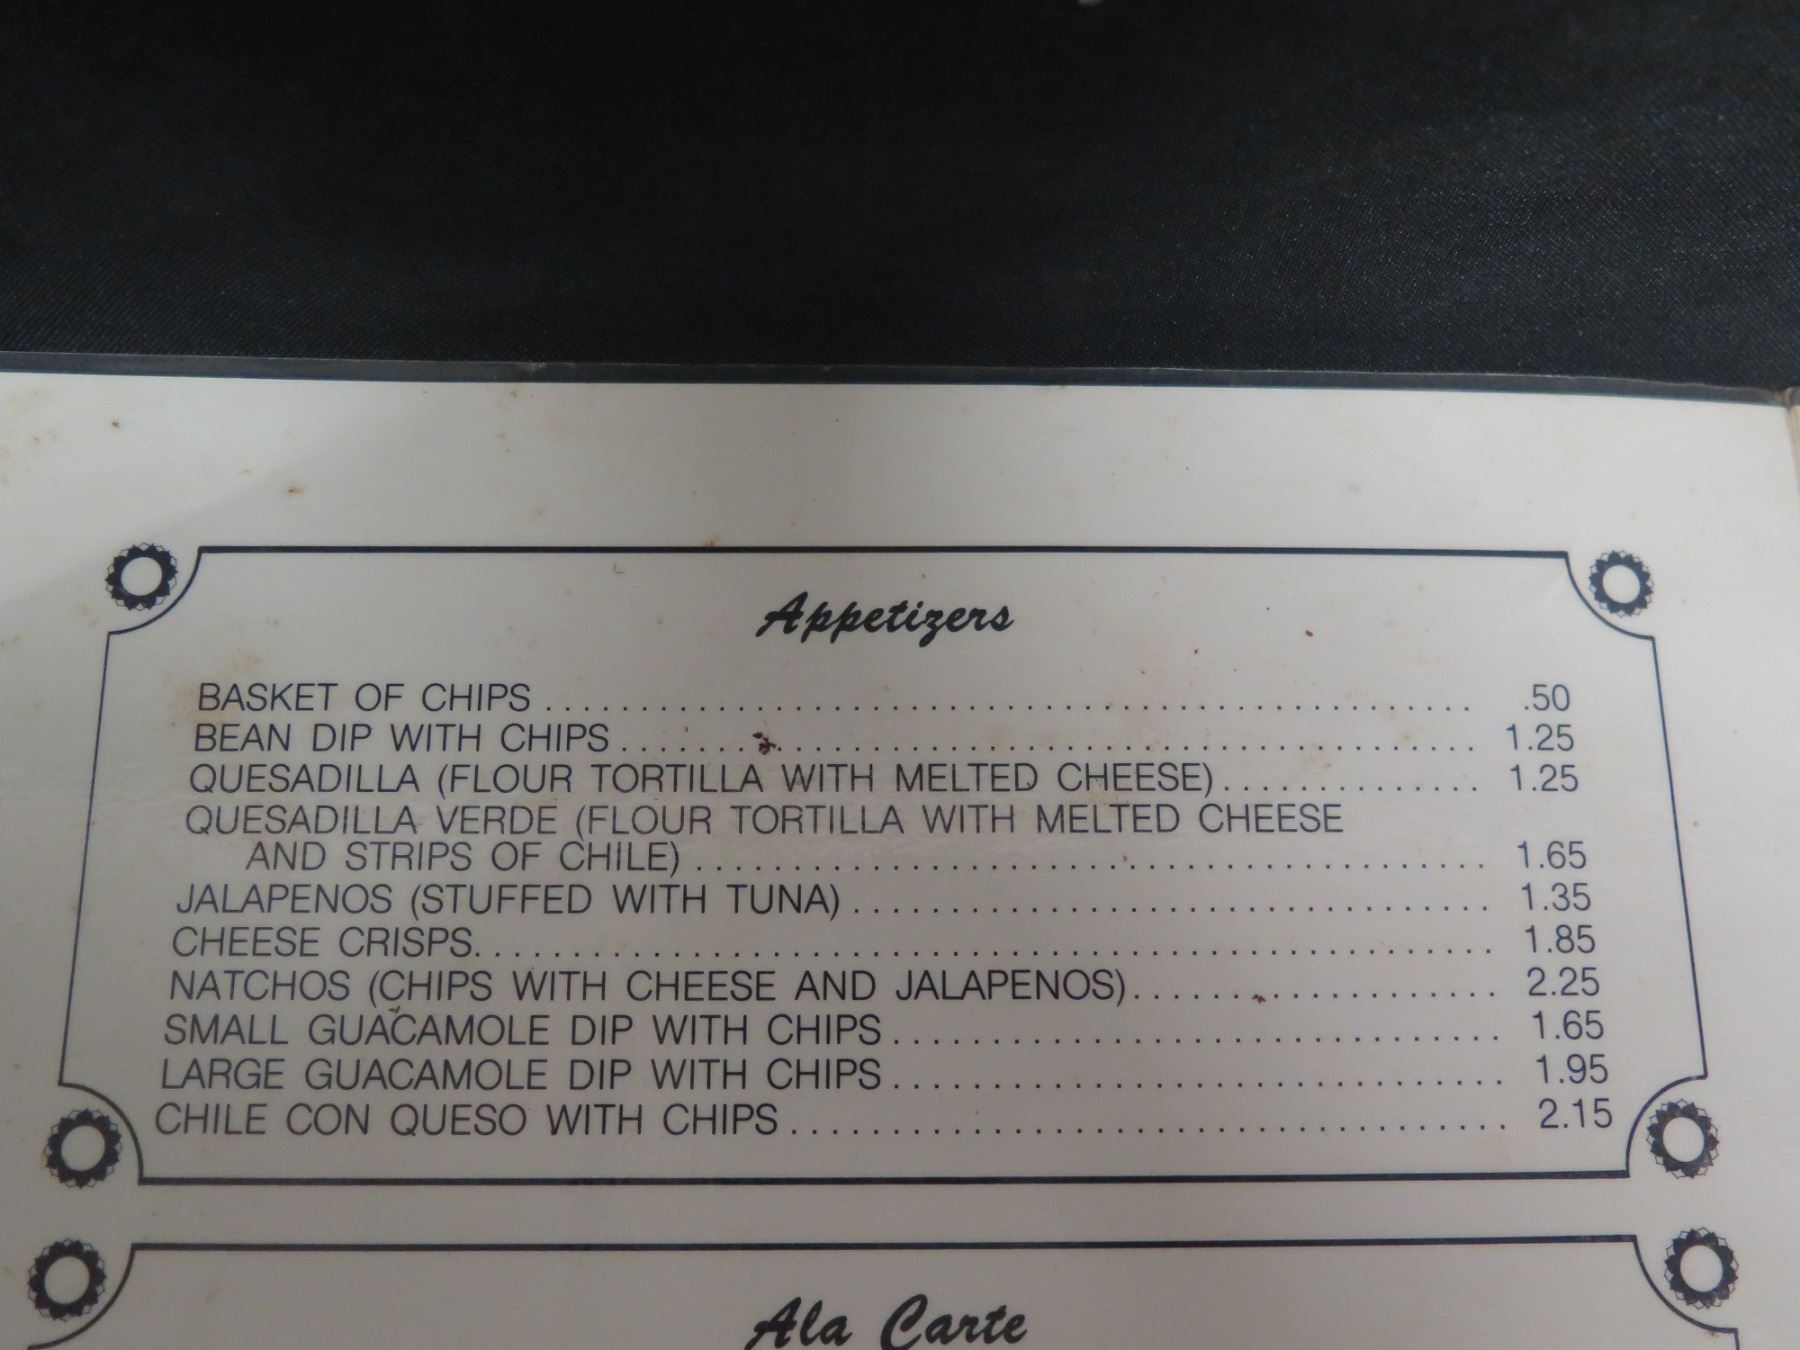 Appetizers
BASKET OF CHIPS ................................................ .50
BEAN DIP WITH CHIPS ............................................ 1.25
QUESADILLA (FLOUR TORTILLA WITH MELTED CHEESE) .............. 1.25
QUESADILLA VERDE (FLOUR TORTILLA WITH MELTED CHEESE
AND STRIPS OF CHILE) ......................................... 1.65
JALAPENOS (STUFFED WITH TUNA) ................................. 1.35
CHEESE CRISPS.................................................... 1.85
NATCHOS (CHIPS WITH CHEESE AND JALAPENOS) ................... 2.25
SMALL GUACAMOLE DIP WITH CHIPS ............................... 1.65
LARGE GUACAMOLE DIP WITH CHIPS ............................... 1.95
CHILE CON QUESO WITH CHIPS ..................................... 2.15
Ala Carte